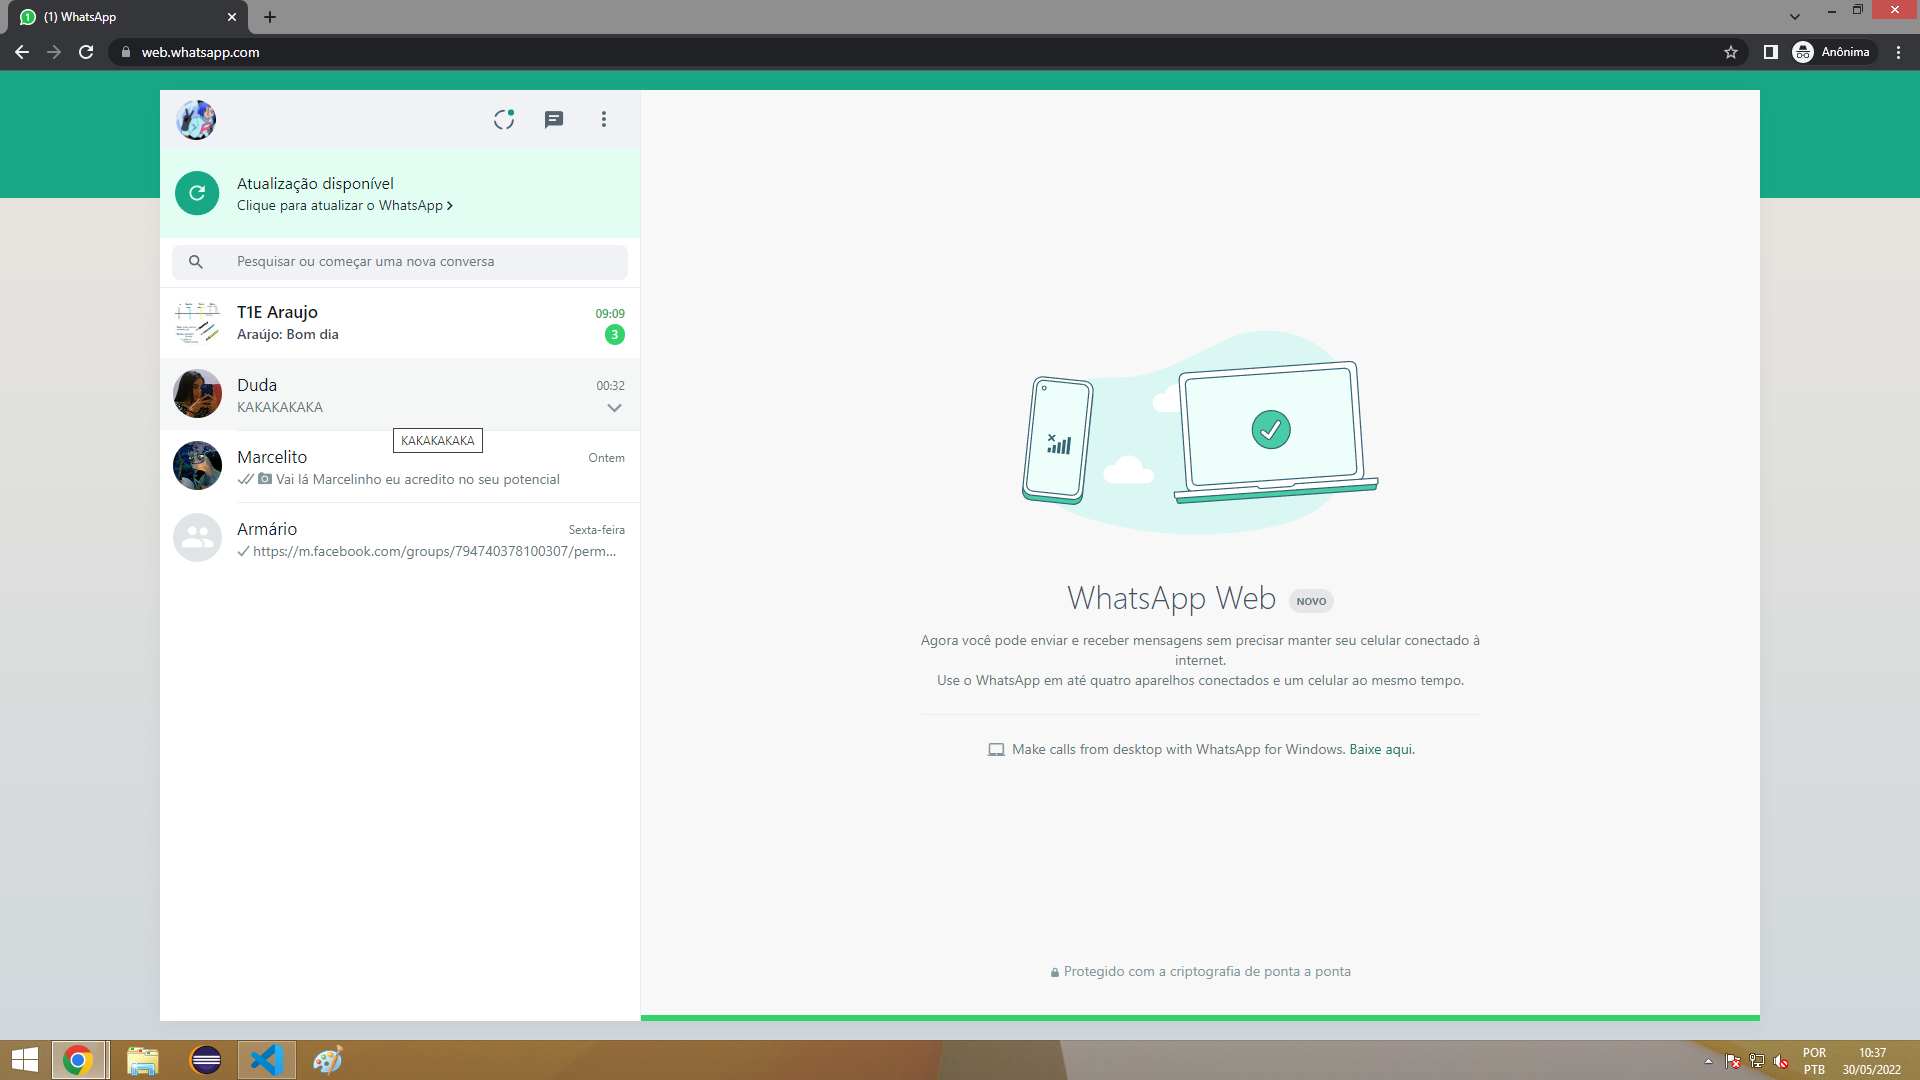 (1) WhatsApp
web.whatsapp.com
Anônima
Atualização disponível
Clique para atualizar o WhatsApp
Pesquisar ou começar uma nova conversa
T1E Araujo
09:09
Araújo: Bom dia
3
Duda
00:32
KAKAKAKAKA
KAKAKAKAKA
Marcelito
Ontem
Vai lá Marcelinho eu acredito no seu potencial
Armário
Sexta-feira
https://m.facebook.com/groups/794740378100307/perm...
WhatsApp Web NOVO
Agora você pode enviar e receber mensagens sem precisar manter seu celular conectado à
internet.
Use o WhatsApp em até quatro aparelhos conectados e um celular ao mesmo tempo.
Make calls from desktop with WhatsApp for Windows. Baixe aqui.
Protegido com a criptografia de ponta a ponta
POR
PTB
10:37
30/05/2022